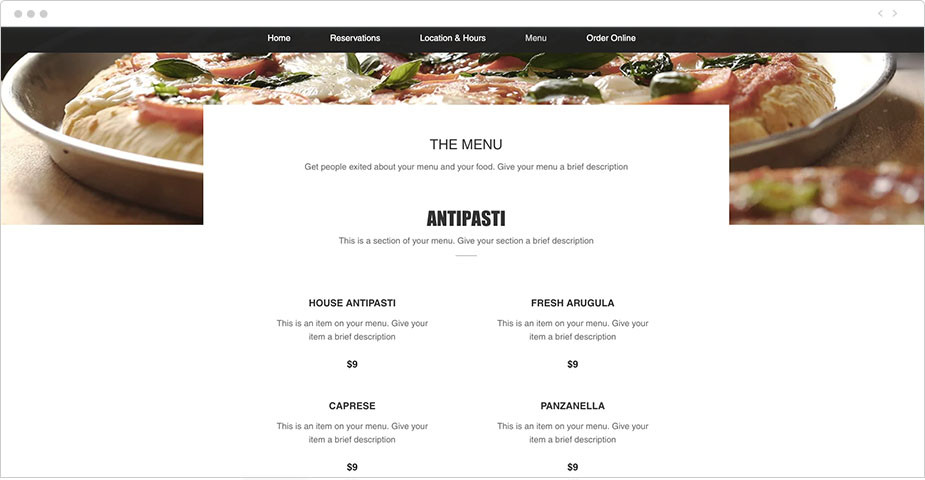 Home Reservations Location & Hours Menu Order Online
THE MENU
Get people exited about your menu and your food. Give your menu a brief description
ANTIPASTI
This is a section of your menu. Give your section a brief description
HOUSE ANTIPASTI
This is an item on your menu. Give your
item a brief description
$9
FRESH ARUGULA
This is an item on your menu. Give your
item a brief description
$9
CAPRESE
This is an item on your menu. Give your
item a brief description
$9
PANZANELLA
This is an item on your menu. Give your
item a brief description
$9